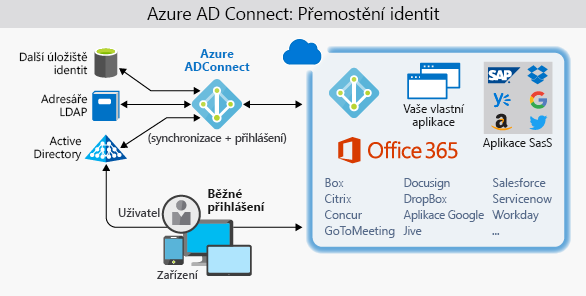 Azure AD Connect: Přemostění identit
Další úložiště
identit
Azure
ADConnect
Adresáře
LDAP
(synchronizace + přihlášení)
Active
Directory
Vaše vlastní
aplikace
SAP
Aplikace SasS
Office 365
Box
Docusign
Salesforce
Citrix
DropBox
Servicenow
Concur
Aplikace Google
Workday
GoToMeeting
Jive
...
Uživatel
Běžné
přihlášení
Zařízení